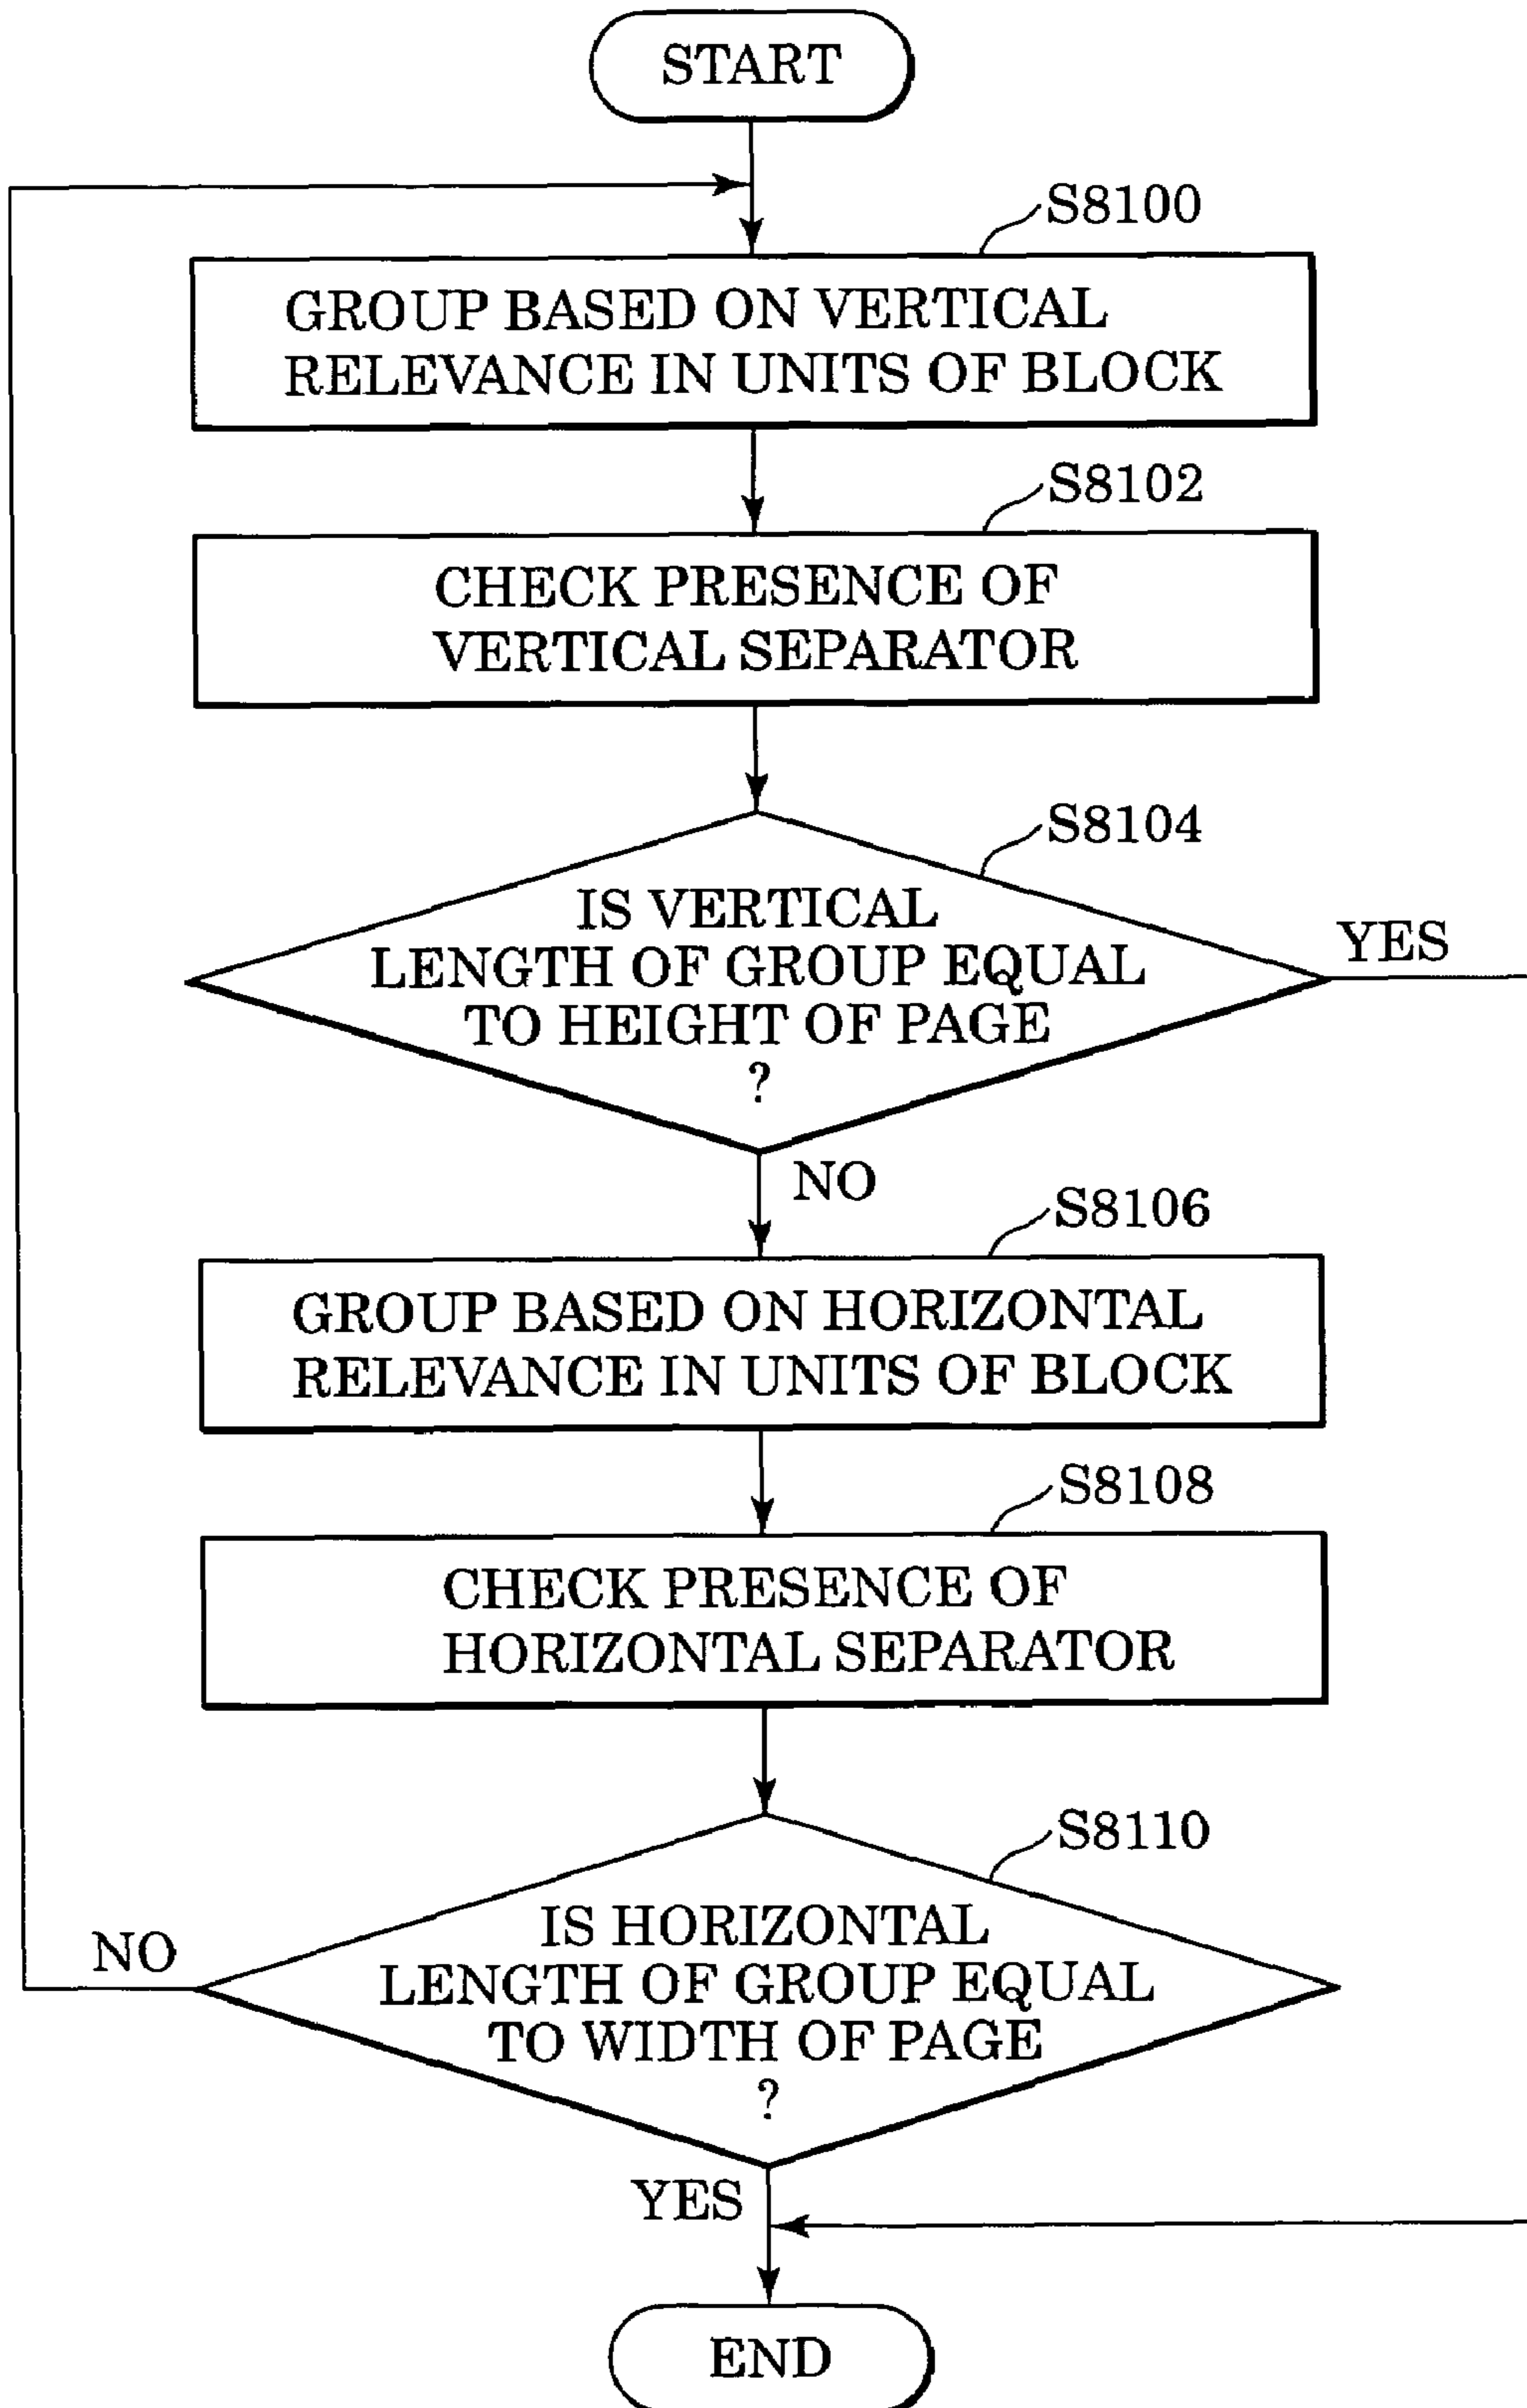 START
S8100
GROUP BASED ON VERTICAL
RELEVANCE IN UNITS OF BLOCK
S8102
CHECK PRESENCE OF
VERTICAL SEPARATOR
S8104
IS VERTICAL
LENGTH OF GROUP EQUAL
TO HEIGHT OF PAGE
?
YES
NO
S8106
GROUP BASED ON HORIZONTAL
RELEVANCE IN UNITS OF BLOCK
S8108
CHECK PRESENCE OF
HORIZONTAL SEPARATOR
S8110
IS HORIZONTAL
LENGTH OF GROUP EQUAL
TO WIDTH OF PAGE
?
NO
YES
END